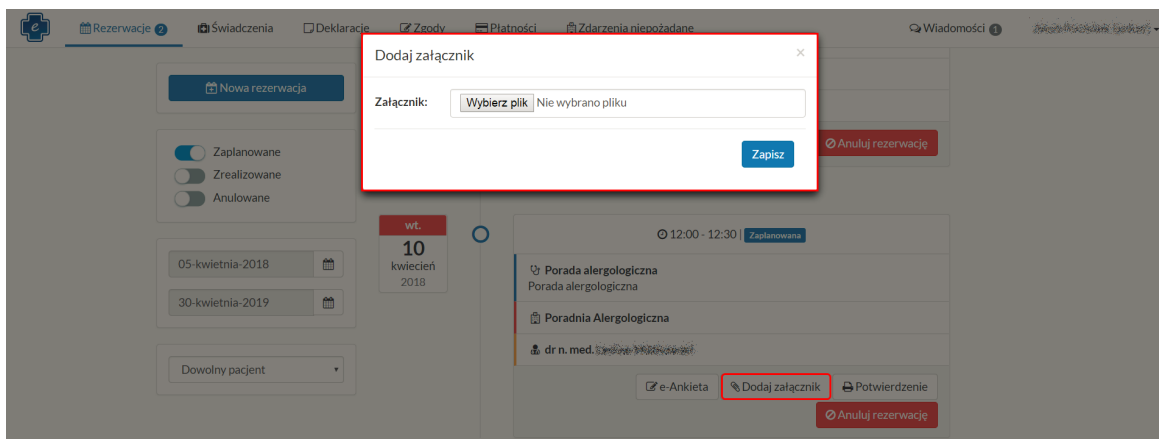 e Rezerwacje 2 Świadczenia Deklaracje Zgody Płatności Zdarzenia niepożądane Wiadomości 1
Dodaj załącznik ×
Załącznik: Wybierz plik Nie wybrano pliku
Zapisz
Nowa rezerwacja
Zaplanowane
Zrealizowane
Anulowane
05-kwietnia-2018
30-kwietnia-2019
Dowolny pacjent
Anuluj rezerwację
wt.
10
kwiecień
2018
12:00 - 12:30 | Zaplanowana
Porada alergologiczna
Porada alergologiczna
Poradnia Alergologiczna
dr n. med.
e-Ankieta Dodaj załącznik Potwierdzenie
Anuluj rezerwację